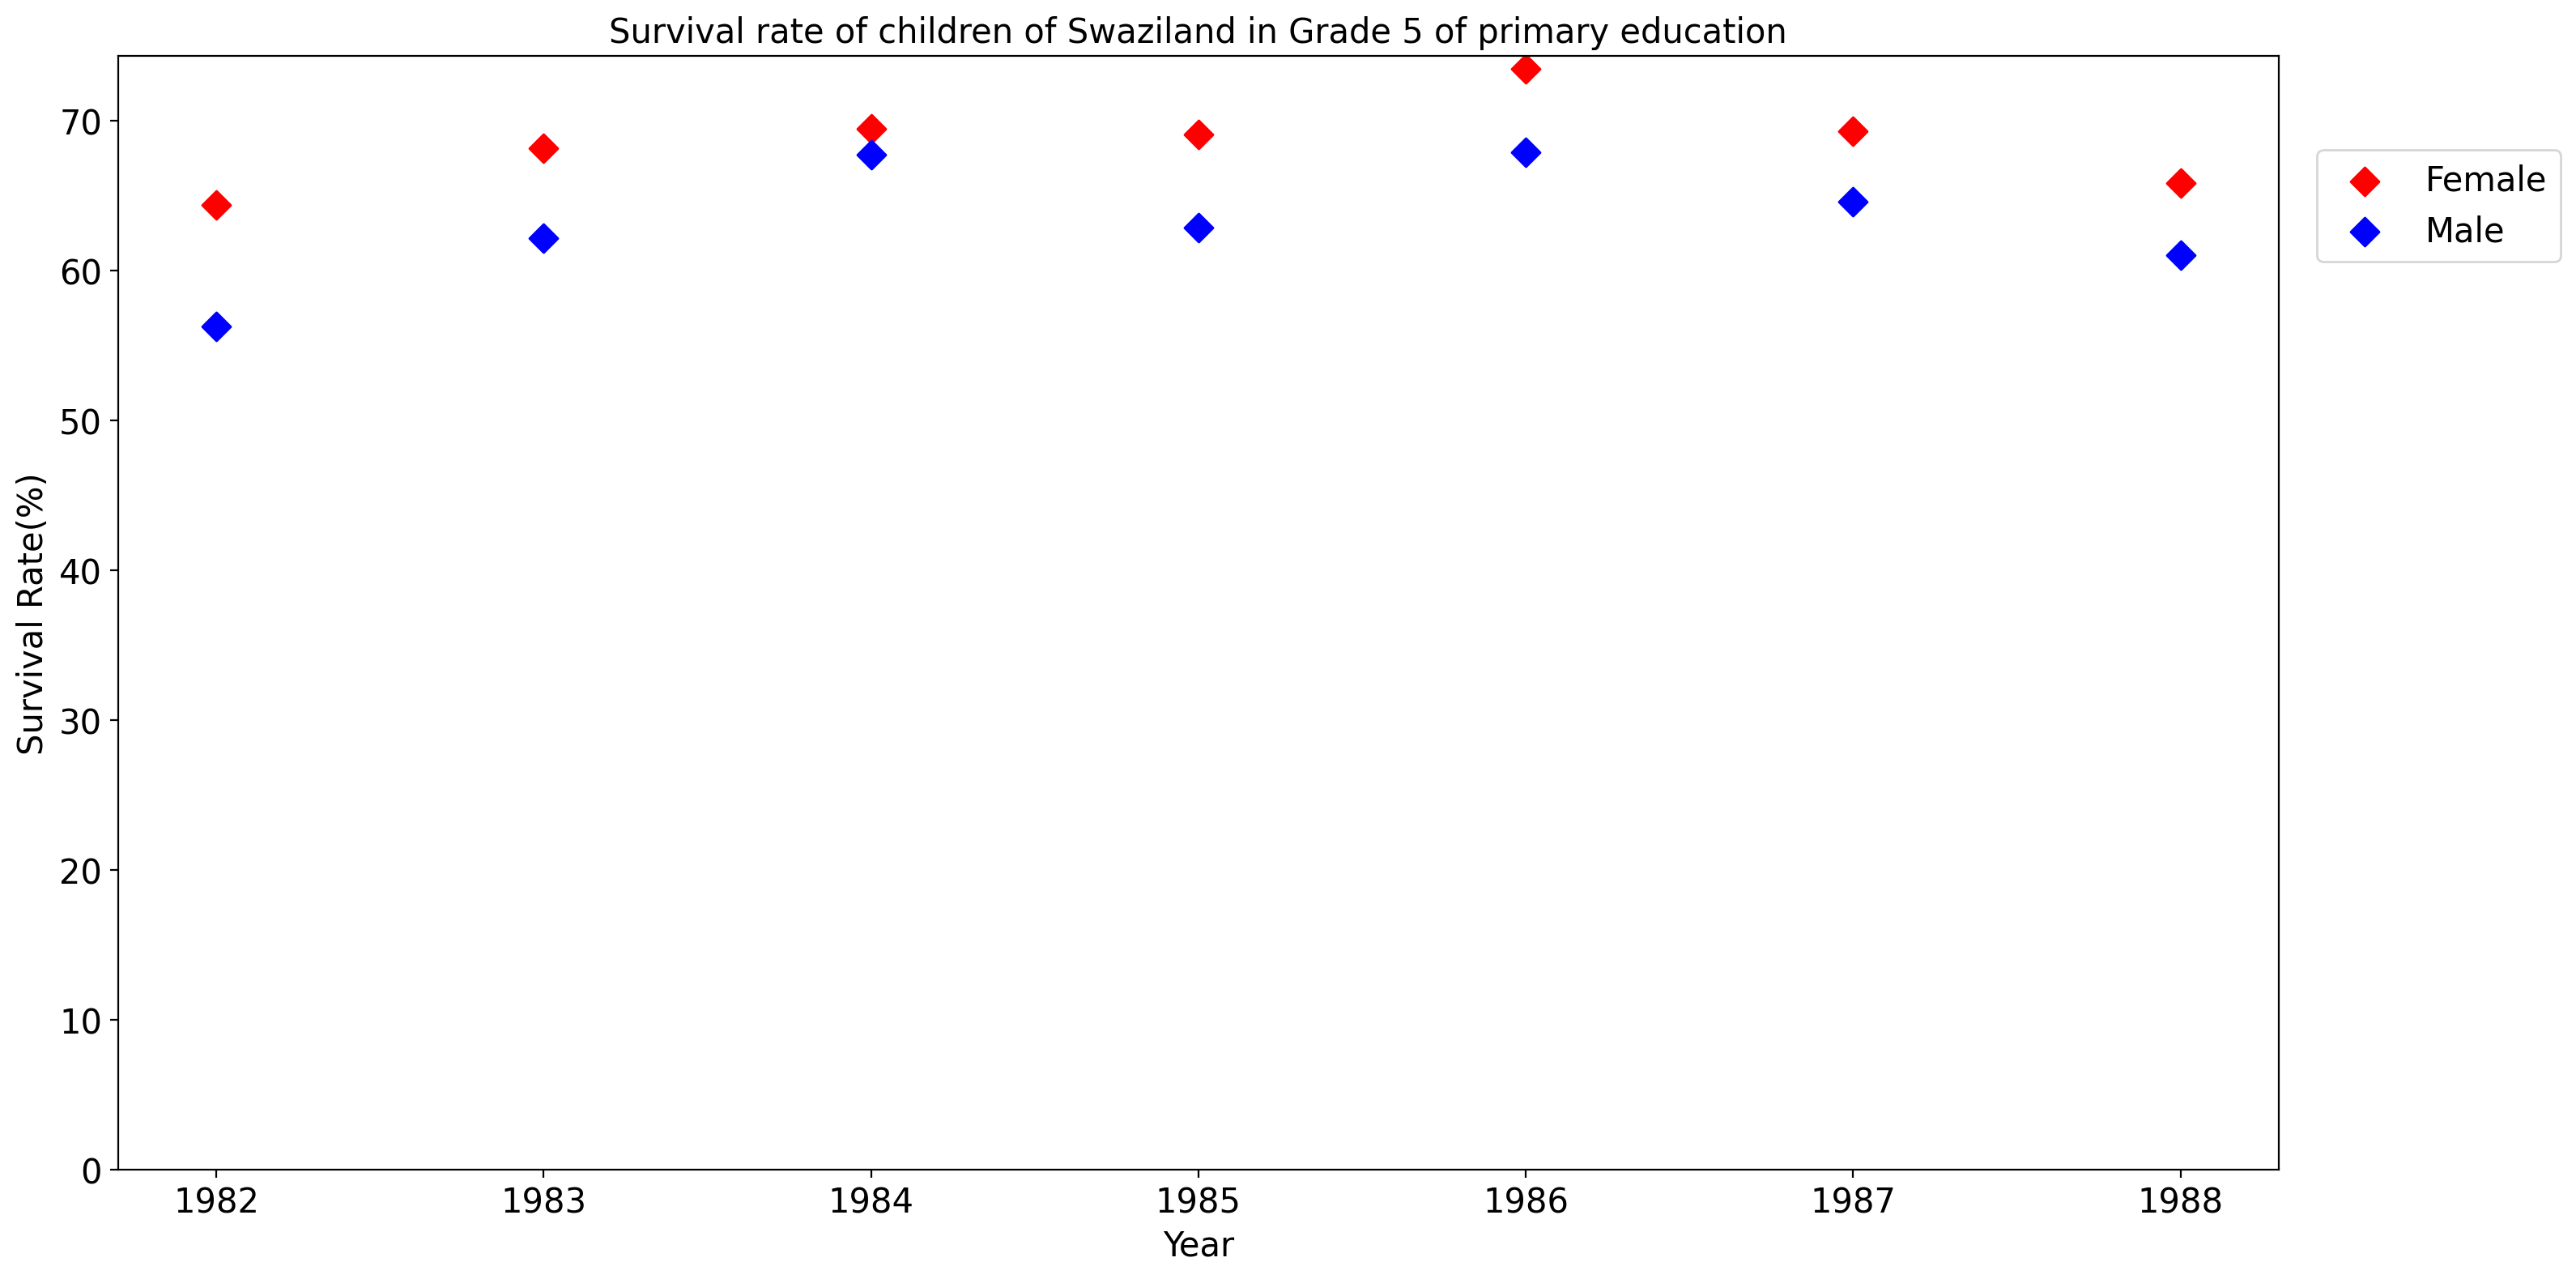 Survival rate of children of Swaziland in Grade 5 of primary education
Survival Rate(%)
70
60
50
40
30
20
10
0
1982 1983 1984 1985 1986 1987 1988
Year
Female
Male